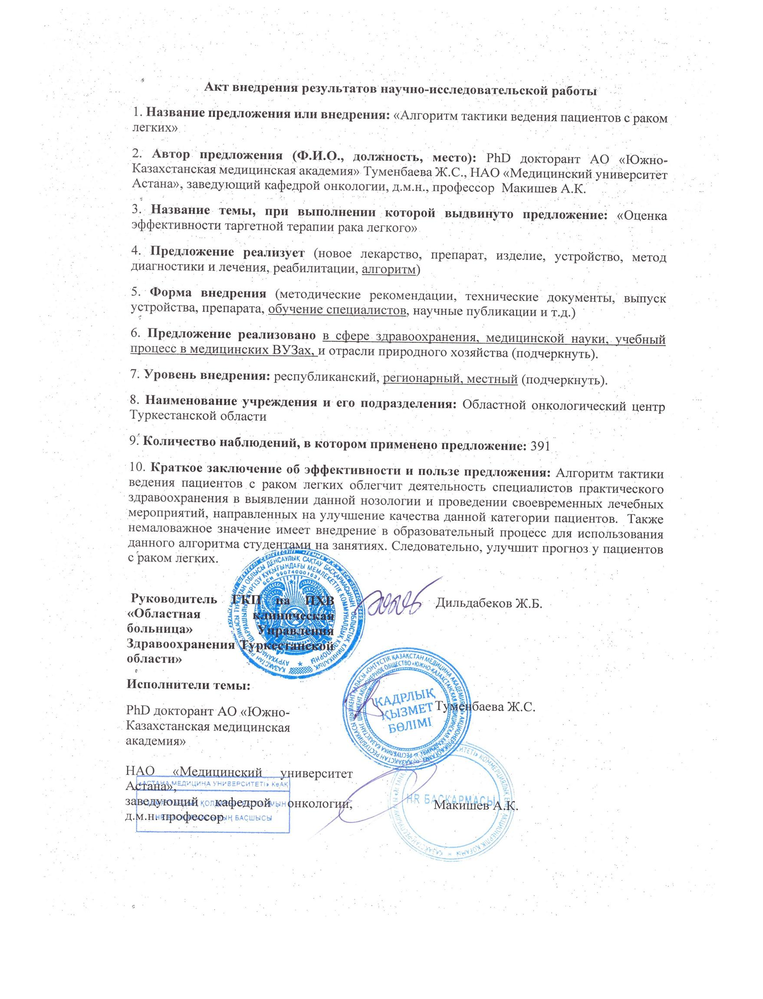 Акт внедрения результатов научно-исследовательской работы
1. Название предложения или внедрения: «Алгоритм тактики ведения пациентов с раком
легких»
2. Автор предложения (Ф.И.О., должность, место): PhD докторант АО «Южно-
Казахстанская медицинская академия» Туменбаева Ж.С., НАО «Медицинский университет
Астана», заведующий кафедрой онкологии, д.м.н., профессор Макишев А.К.
3. Название темы, при выполнении которой выдвинуто предложение: «Оценка
эффективности таргетной терапии рака легкого»
4. Предложение реализует (новое лекарство, препарат, изделие, устройство, метод
диагностики и лечения, реабилитации, алгоритм)
5. Форма внедрения (методические рекомендации, технические документы, выпуск
устройства, препарата, обучение специалистов, научные публикации и т.д.)
6. Предложение реализовано в сфере здравоохранения, медицинской науки, учебный
процесс в медицинских ВУЗах, и отрасли природного хозяйства (подчеркнуть).
7. Уровень внедрения: республиканский, регионарный, местный (подчеркнуть).
8. Наименование учреждения и его подразделения: Областной онкологический центр
Туркестанской области
9. Количество наблюдений, в котором применено предложение: 391
10. Краткое заключение об эффективности и пользе предложения: Алгоритм тактики
ведения пациентов с раком легких облегчит деятельность специалистов практического
здравоохранения в выявлении данной нозологии и проведении своевременных лечебных
мероприятий, направленных на улучшение качества данной категории пациентов. Также
немаловажное значение имеет внедрение в образовательный процесс для использования
данного алгоритма студентами на занятиях. Следовательно, улучшит прогноз у пациентов
с раком легких.
Руководитель ГКП на ПХВ
«Областная клиническая
больница» Управления
Здравоохранения Туркестанской
области»
Дильдабеков Ж.Б.
БСН 990740001631
Исполнители темы:
PhD докторант АО «Южно-
Казахстанская медицинская
академия»
КАДРЛЫҚ
ҚЫЗМЕТ
БӨЛІМІ
Туменбаева Ж.С.
НАО «Медицинский университет
Астана»,
заведующий кафедрой онкологии,
д.м.н. профессор
«АСТАНА МЕДИЦИНА УНИВЕРСИТЕТІ» КеАҚ
HR БАСҚАРМАСЫНЫҢ БАСШЫСЫ
HR БАСҚАРМАСЫ
Макишев А.К.